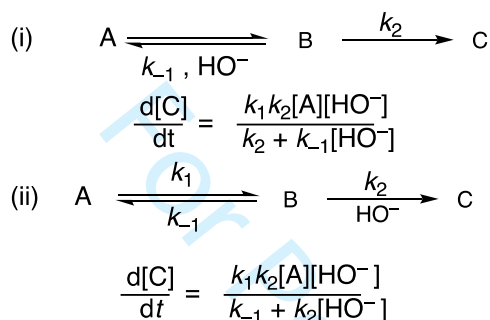 (i) A B k₂ C
k₋₁ , HO⁻
d[C]/dt = k₁k₂[A][HO⁻] / k₂ + k₋₁[HO⁻]
(ii) A k₁ B k₂ C
k₋₁ HO⁻
d[C]/dt = k₁k₂[A][HO⁻] / k₋₁ + k₂[HO⁻]
For